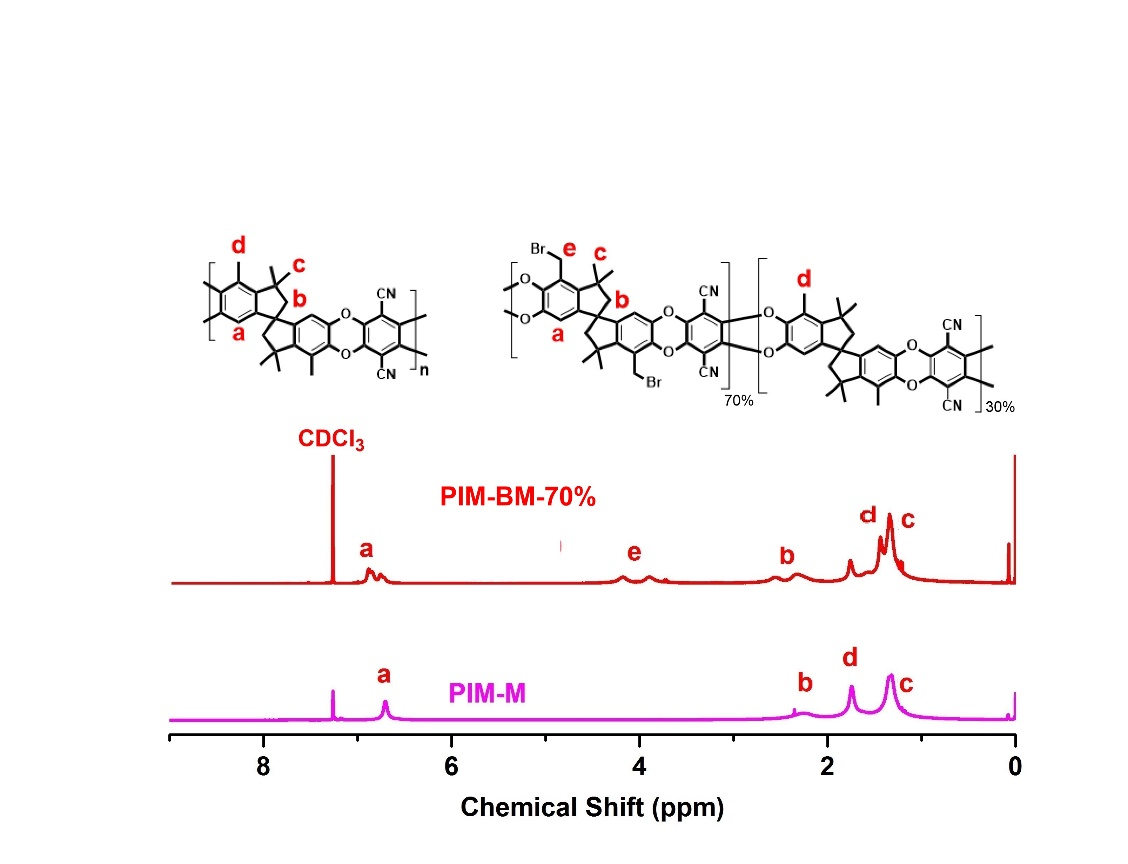 d
c
b
a
O
O
CN
CN
n
Br
e
c
b
a
O
O
O
O
CN
CN
Br
70%
d
O
O
O
O
CN
CN
30%
CDCl3
PIM-BM-70%
a
e
b
d
c
PIM-M
a
b
d
c
8
6
4
2
0
Chemical Shift (ppm)